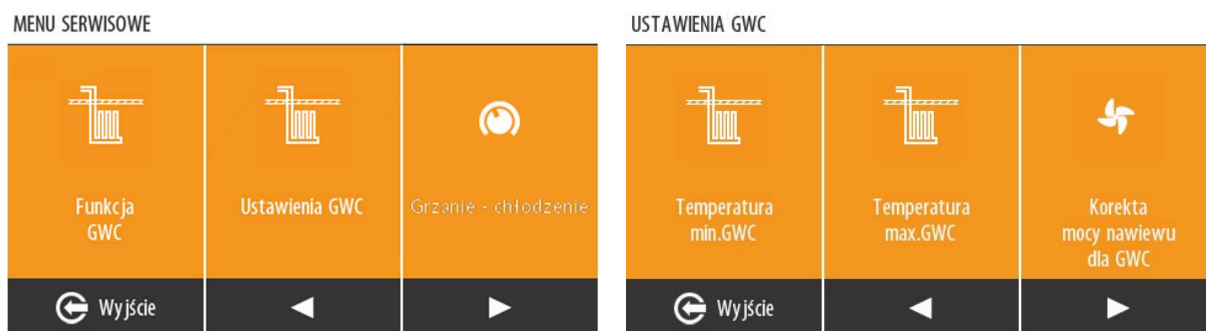 MENU SERWISOWE
Funkcja
GWC
Ustawienia GWC
Grzanie - chłodzenie
Wyjście
USTAWIENIA GWC
Temperatura
min.GWC
Temperatura
max.GWC
Korekta
mocy nawiewu
dla GWC
Wyjście